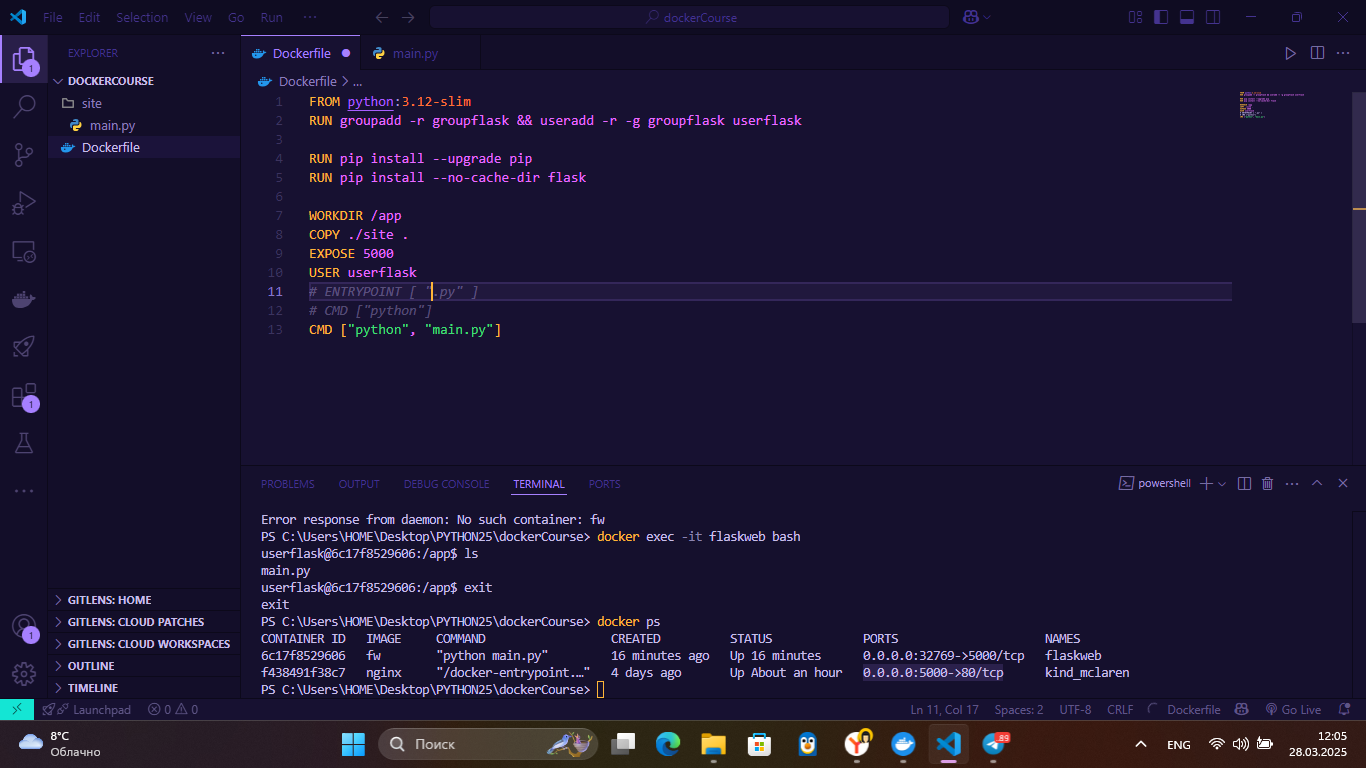 File Edit Selection View Go Run ··· dockerCourse
EXPLORER ···
DOCKERCOURSE
site
main.py
Dockerfile
Dockerfile main.py
Dockerfile > ...
1 FROM python:3.12-slim
2 RUN groupadd -r groupflask && useradd -r -g groupflask userflask
3
4 RUN pip install --upgrade pip
5 RUN pip install --no-cache-dir flask
6
7 WORKDIR /app
8 COPY ./site .
9 EXPOSE 5000
10 USER userflask
11 # ENTRYPOINT [ ".py" ]
12 # CMD ["python"]
13 CMD ["python", "main.py"]
PROBLEMS OUTPUT DEBUG CONSOLE TERMINAL PORTS powershell
Error response from daemon: No such container: fw
PS C:\Users\HOME\Desktop\PYTHON25\dockerCourse> docker exec -it flaskweb bash
userflask@6c17f8529606:/app$ ls
main.py
userflask@6c17f8529606:/app$ exit
exit
PS C:\Users\HOME\Desktop\PYTHON25\dockerCourse> docker ps
CONTAINER ID IMAGE COMMAND CREATED STATUS PORTS NAMES
6c17f8529606 fw "python main.py" 16 minutes ago Up 16 minutes 0.0.0.0:32769->5000/tcp flaskweb
f438491f38c7 nginx "/docker-entrypoint.…" 4 days ago Up About an hour 0.0.0.0:5000->80/tcp kind_mclaren
PS C:\Users\HOME\Desktop\PYTHON25\dockerCourse>
GITLENS: HOME
GITLENS: CLOUD PATCHES
GITLENS: CLOUD WORKSPACES
OUTLINE
TIMELINE
1
1
1
Launchpad 0 0 Ln 11, Col 17 Spaces: 2 UTF-8 CRLF Dockerfile Go Live
8°C
Облачно
Поиск
89
ENG
12:05
28.03.2025